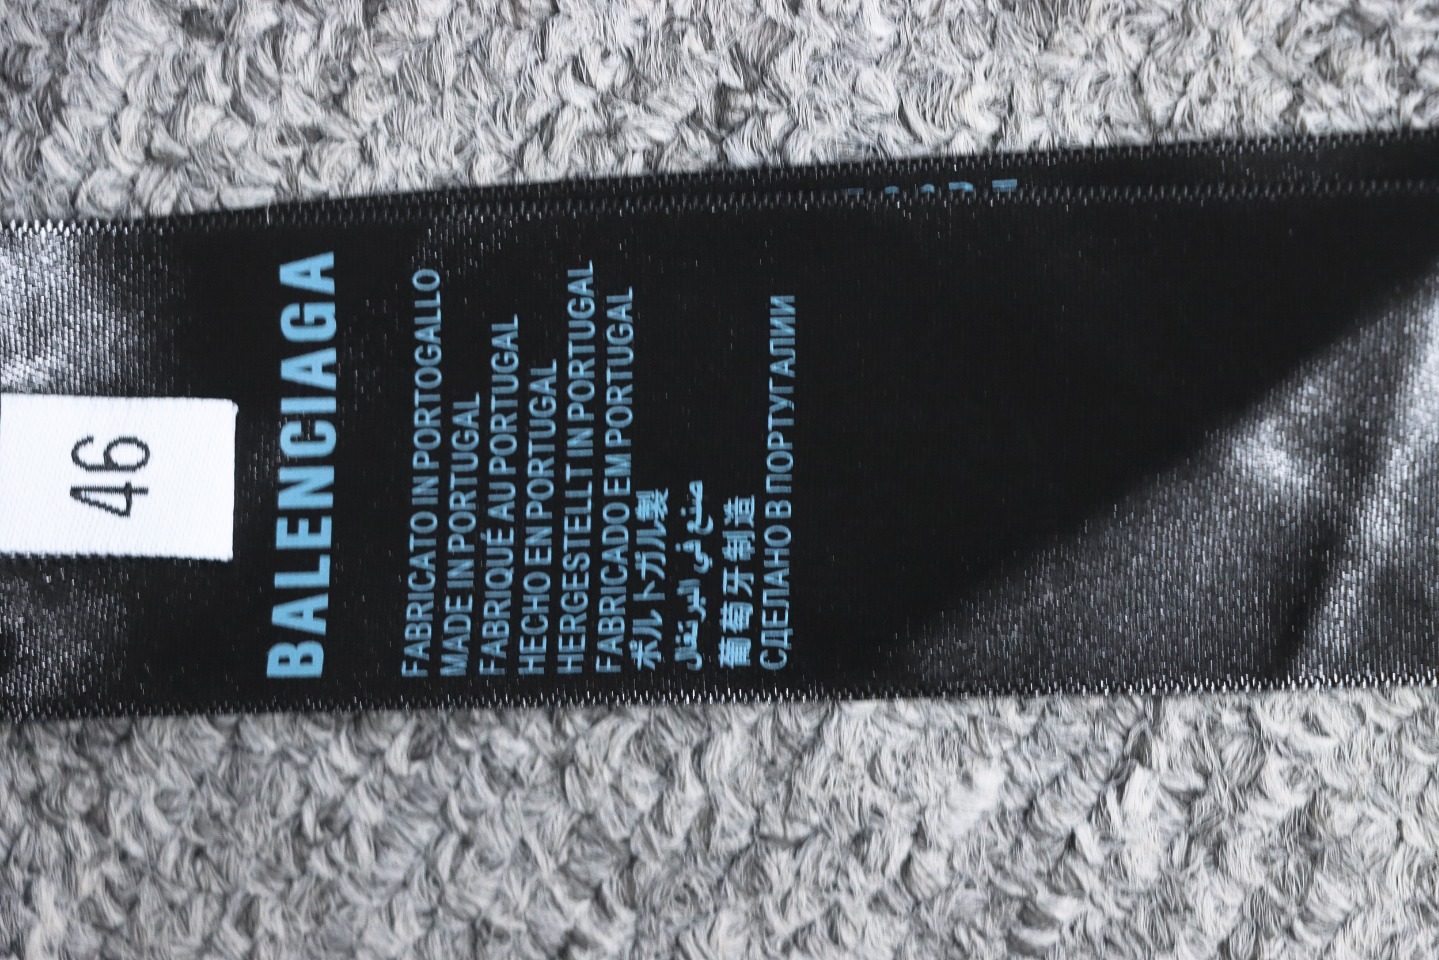 46
BALENCIAGA
FABRICATO IN PORTOGALLO
MADE IN PORTUGAL
FABRIQUÉ AU PORTUGAL
HECHO EN PORTUGAL
HERGESTELLT IN PORTUGAL
FABRICADO EM PORTUGAL
ポルトガル製
صنع في البرتغال
葡萄牙制造
СДЕЛАНО В ПОРТУГАЛИИ